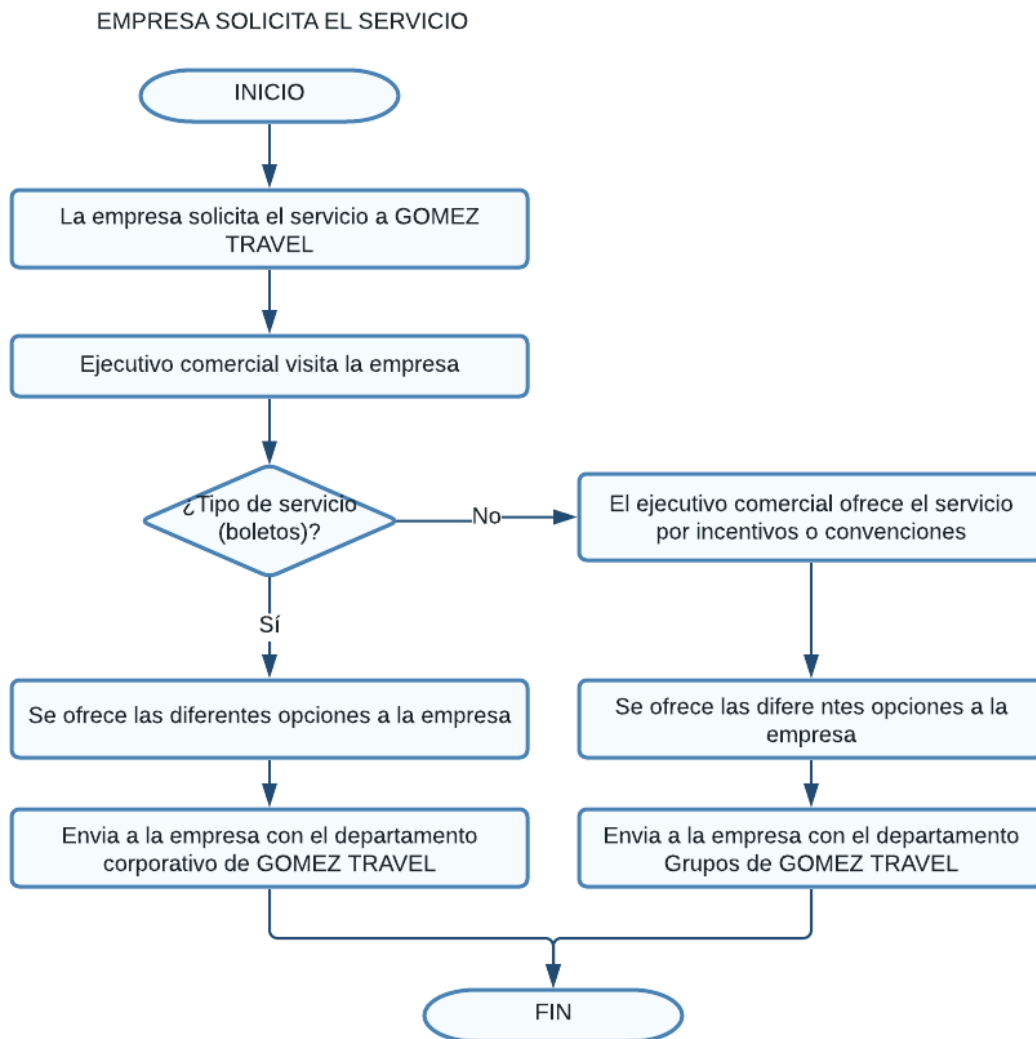 EMPRESA SOLICITA EL SERVICIO
INICIO
La empresa solicita el servicio a GOMEZ
TRAVEL
Ejecutivo comercial visita la empresa
¿Tipo de servicio
(boletos)?
No
El ejecutivo comercial ofrece el servicio
por incentivos o convenciones
Sí
Se ofrece las diferentes opciones a la empresa
Se ofrece las difere ntes opciones a la
empresa
Envia a la empresa con el departamento
corporativo de GOMEZ TRAVEL
Envia a la empresa con el departamento
Grupos de GOMEZ TRAVEL
FIN